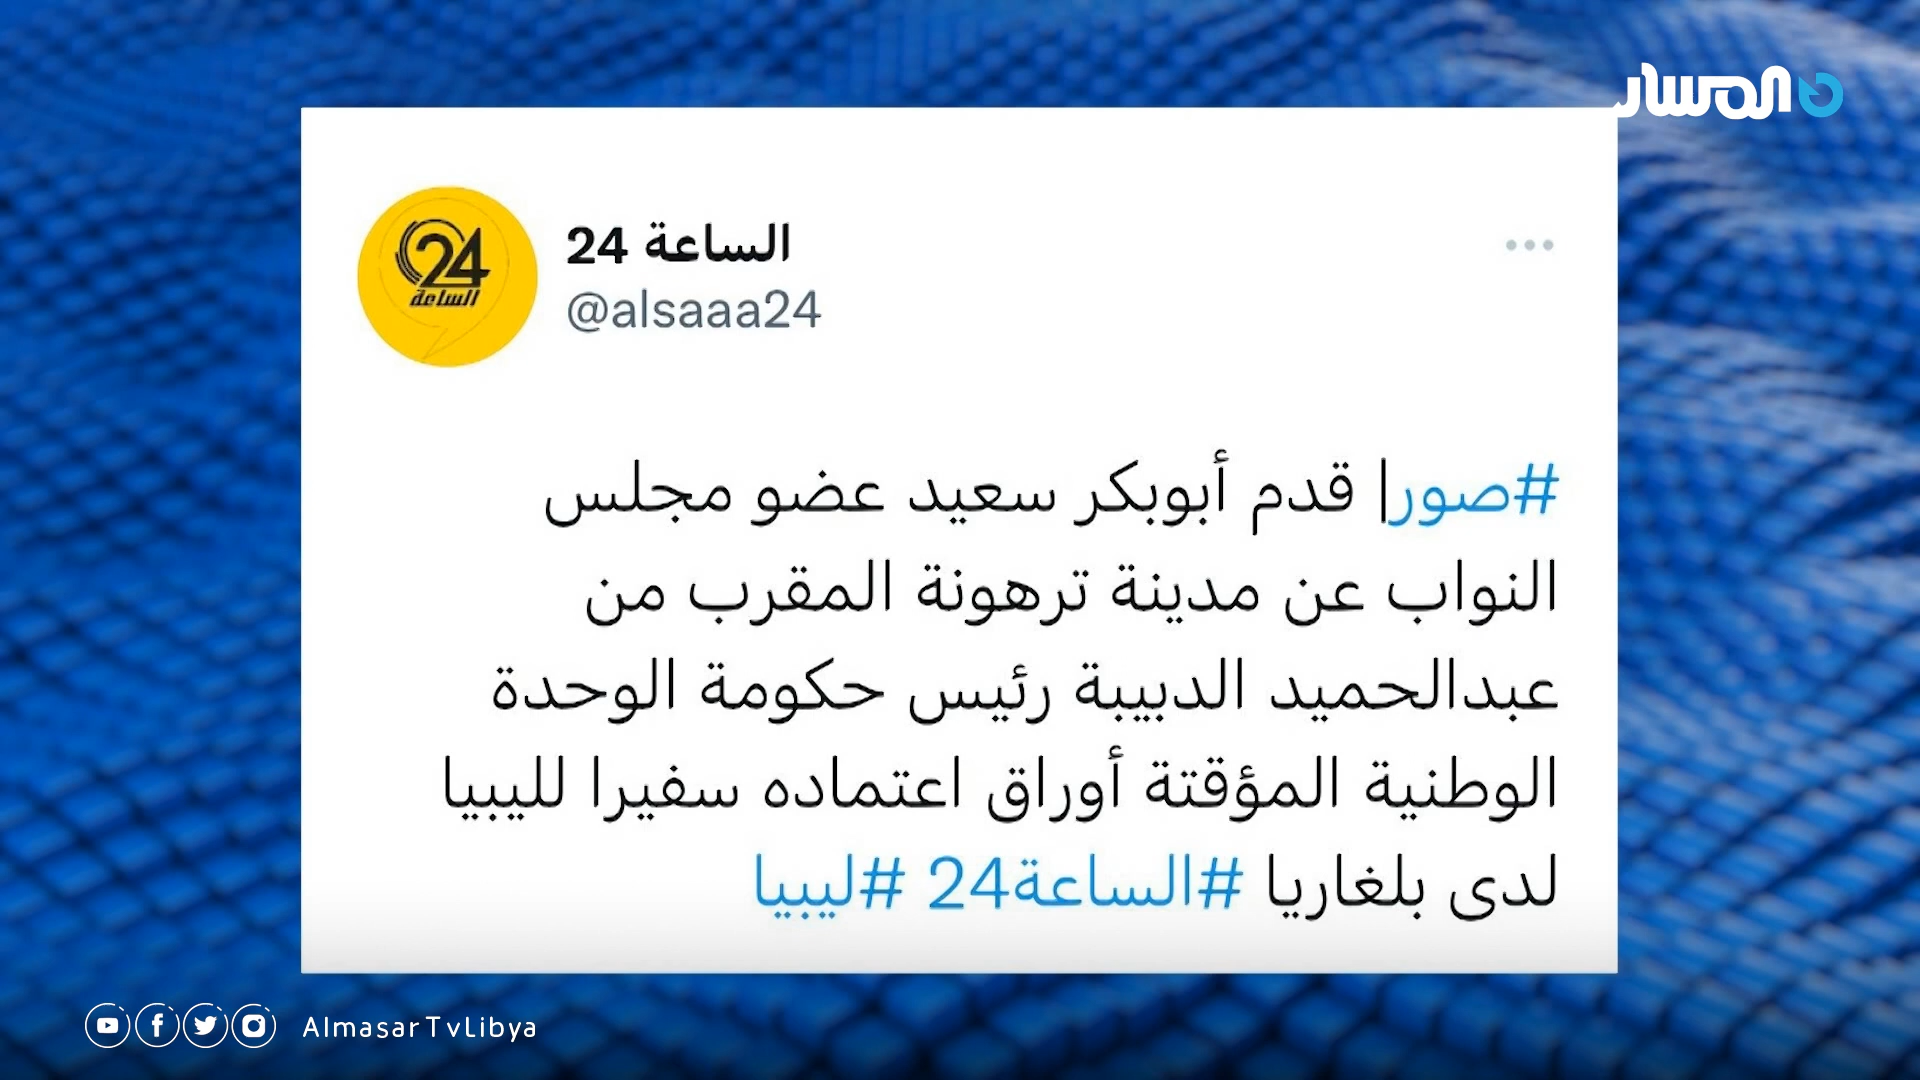 المسار
الساعة 24
@alsaaa24
24
الساعة
#صور| قدم أبوبكر سعيد عضو مجلس
النواب عن مدينة ترهونة المقرب من
عبدالحميد الدبيبة رئيس حكومة الوحدة
الوطنية المؤقتة أوراق اعتماده سفيرا لليبيا
لدى بلغاريا #الساعة24 #ليبيا
AlmasarTvLibya